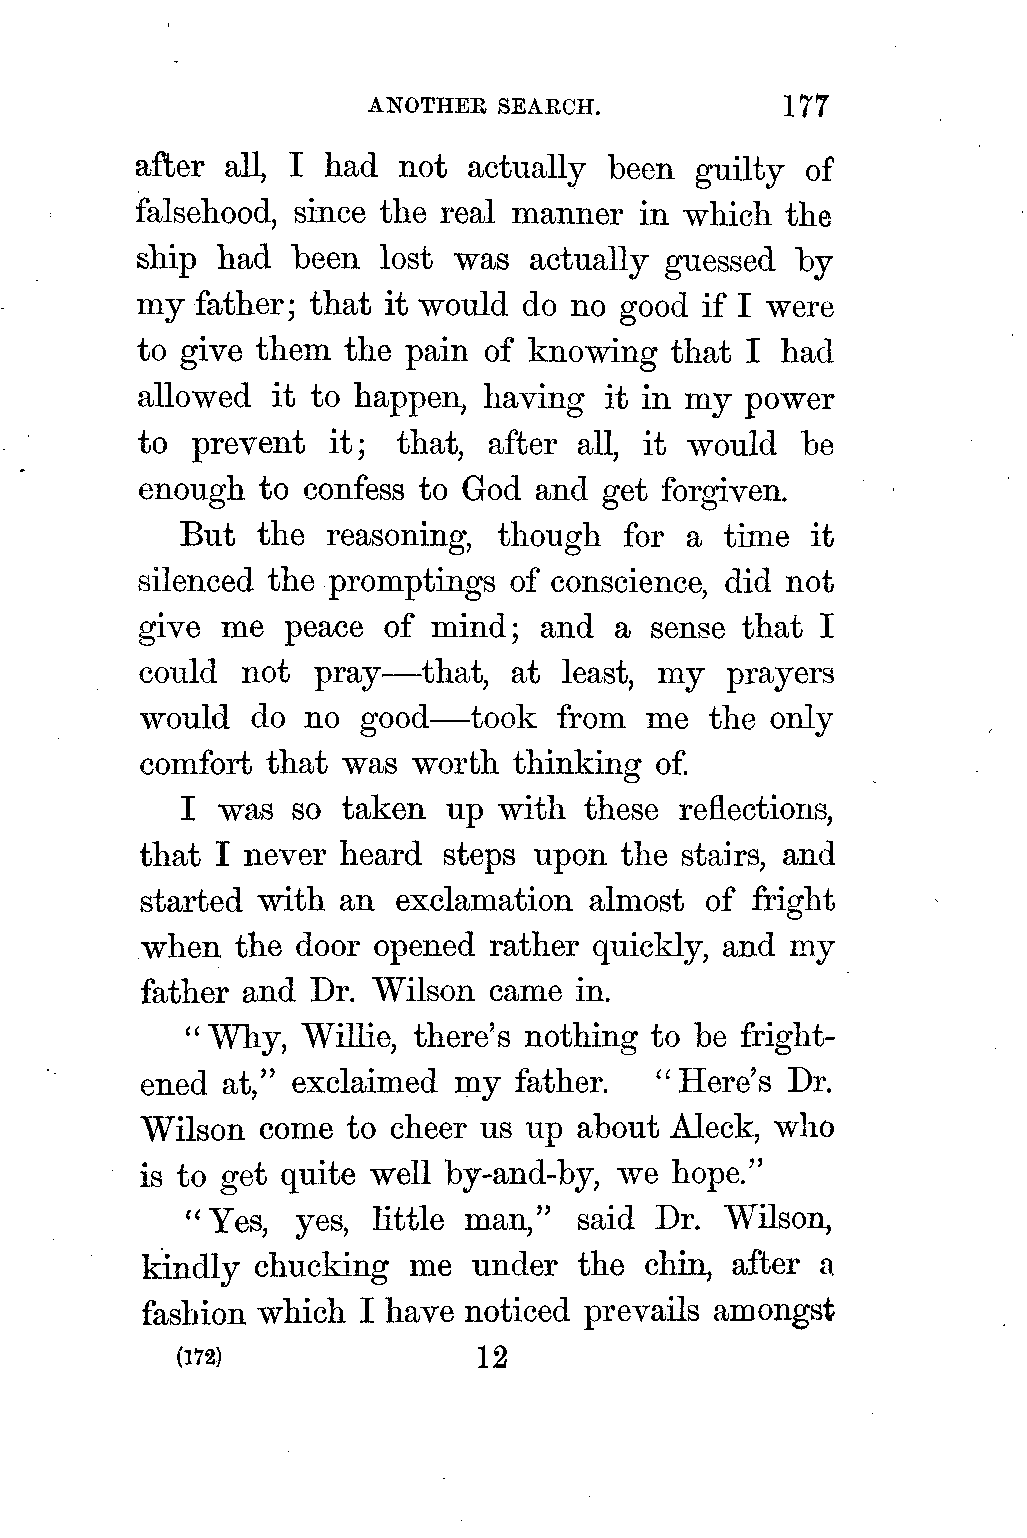 ANOTHER SEARCH. 177
after all, I had not actually been guilty of
falsehood, since the real manner in which the
ship had been lost was actually guessed by
my father; that it would do no good if I were
to give them the pain of knowing that I had
allowed it to happen, having it in my power
to prevent it; that, after all, it would be
enough to confess to God and get forgiven.
But the reasoning, though for a time it
silenced the promptings of conscience, did not
give me peace of mind; and a sense that I
could not pray—that, at least, my prayers
would do no good—took from me the only
comfort that was worth thinking of.
I was so taken up with these reflections,
that I never heard steps upon the stairs, and
started with an exclamation almost of fright
when the door opened rather quickly, and my
father and Dr. Wilson came in.
“Why, Willie, there’s nothing to be fright-
ened at,” exclaimed my father. “Here’s Dr.
Wilson come to cheer us up about Aleck, who
is to get quite well by-and-by, we hope.”
“Yes, yes, little man,” said Dr. Wilson,
kindly chucking me under the chin, after a
fashion which I have noticed prevails amongst
(172) 12